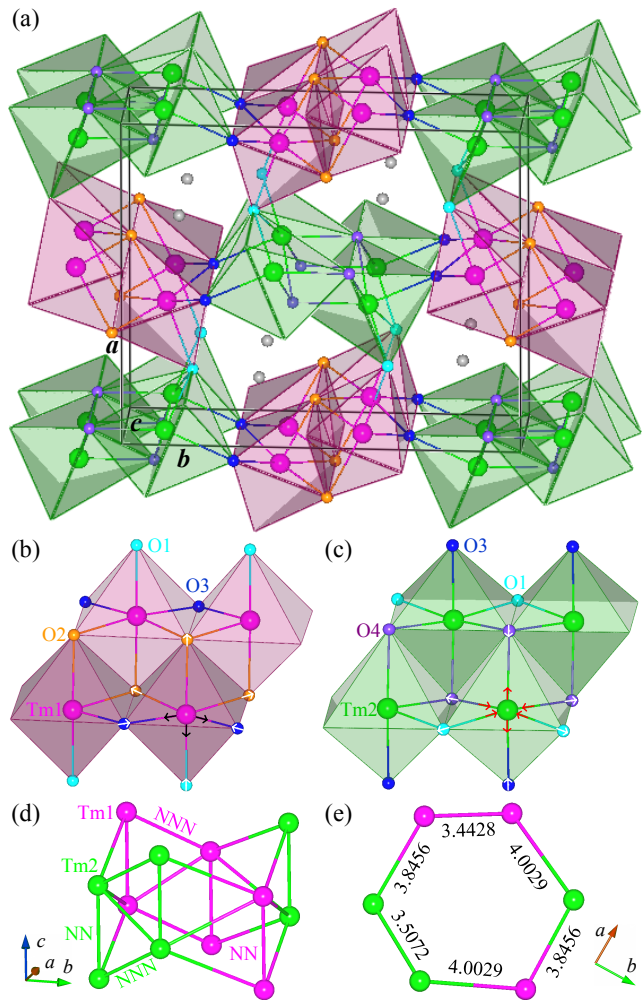 (a)
a
c
b
(b)
(c)
O1
O3
O3
O1
O2
O4
Tm1
Tm2
(d)
(e)
Tm1
NNN
3.4428
Tm2
3.8456
4.0029
NN
NN
3.5072
3.8456
NNN
4.0029
c
a
b
a
b